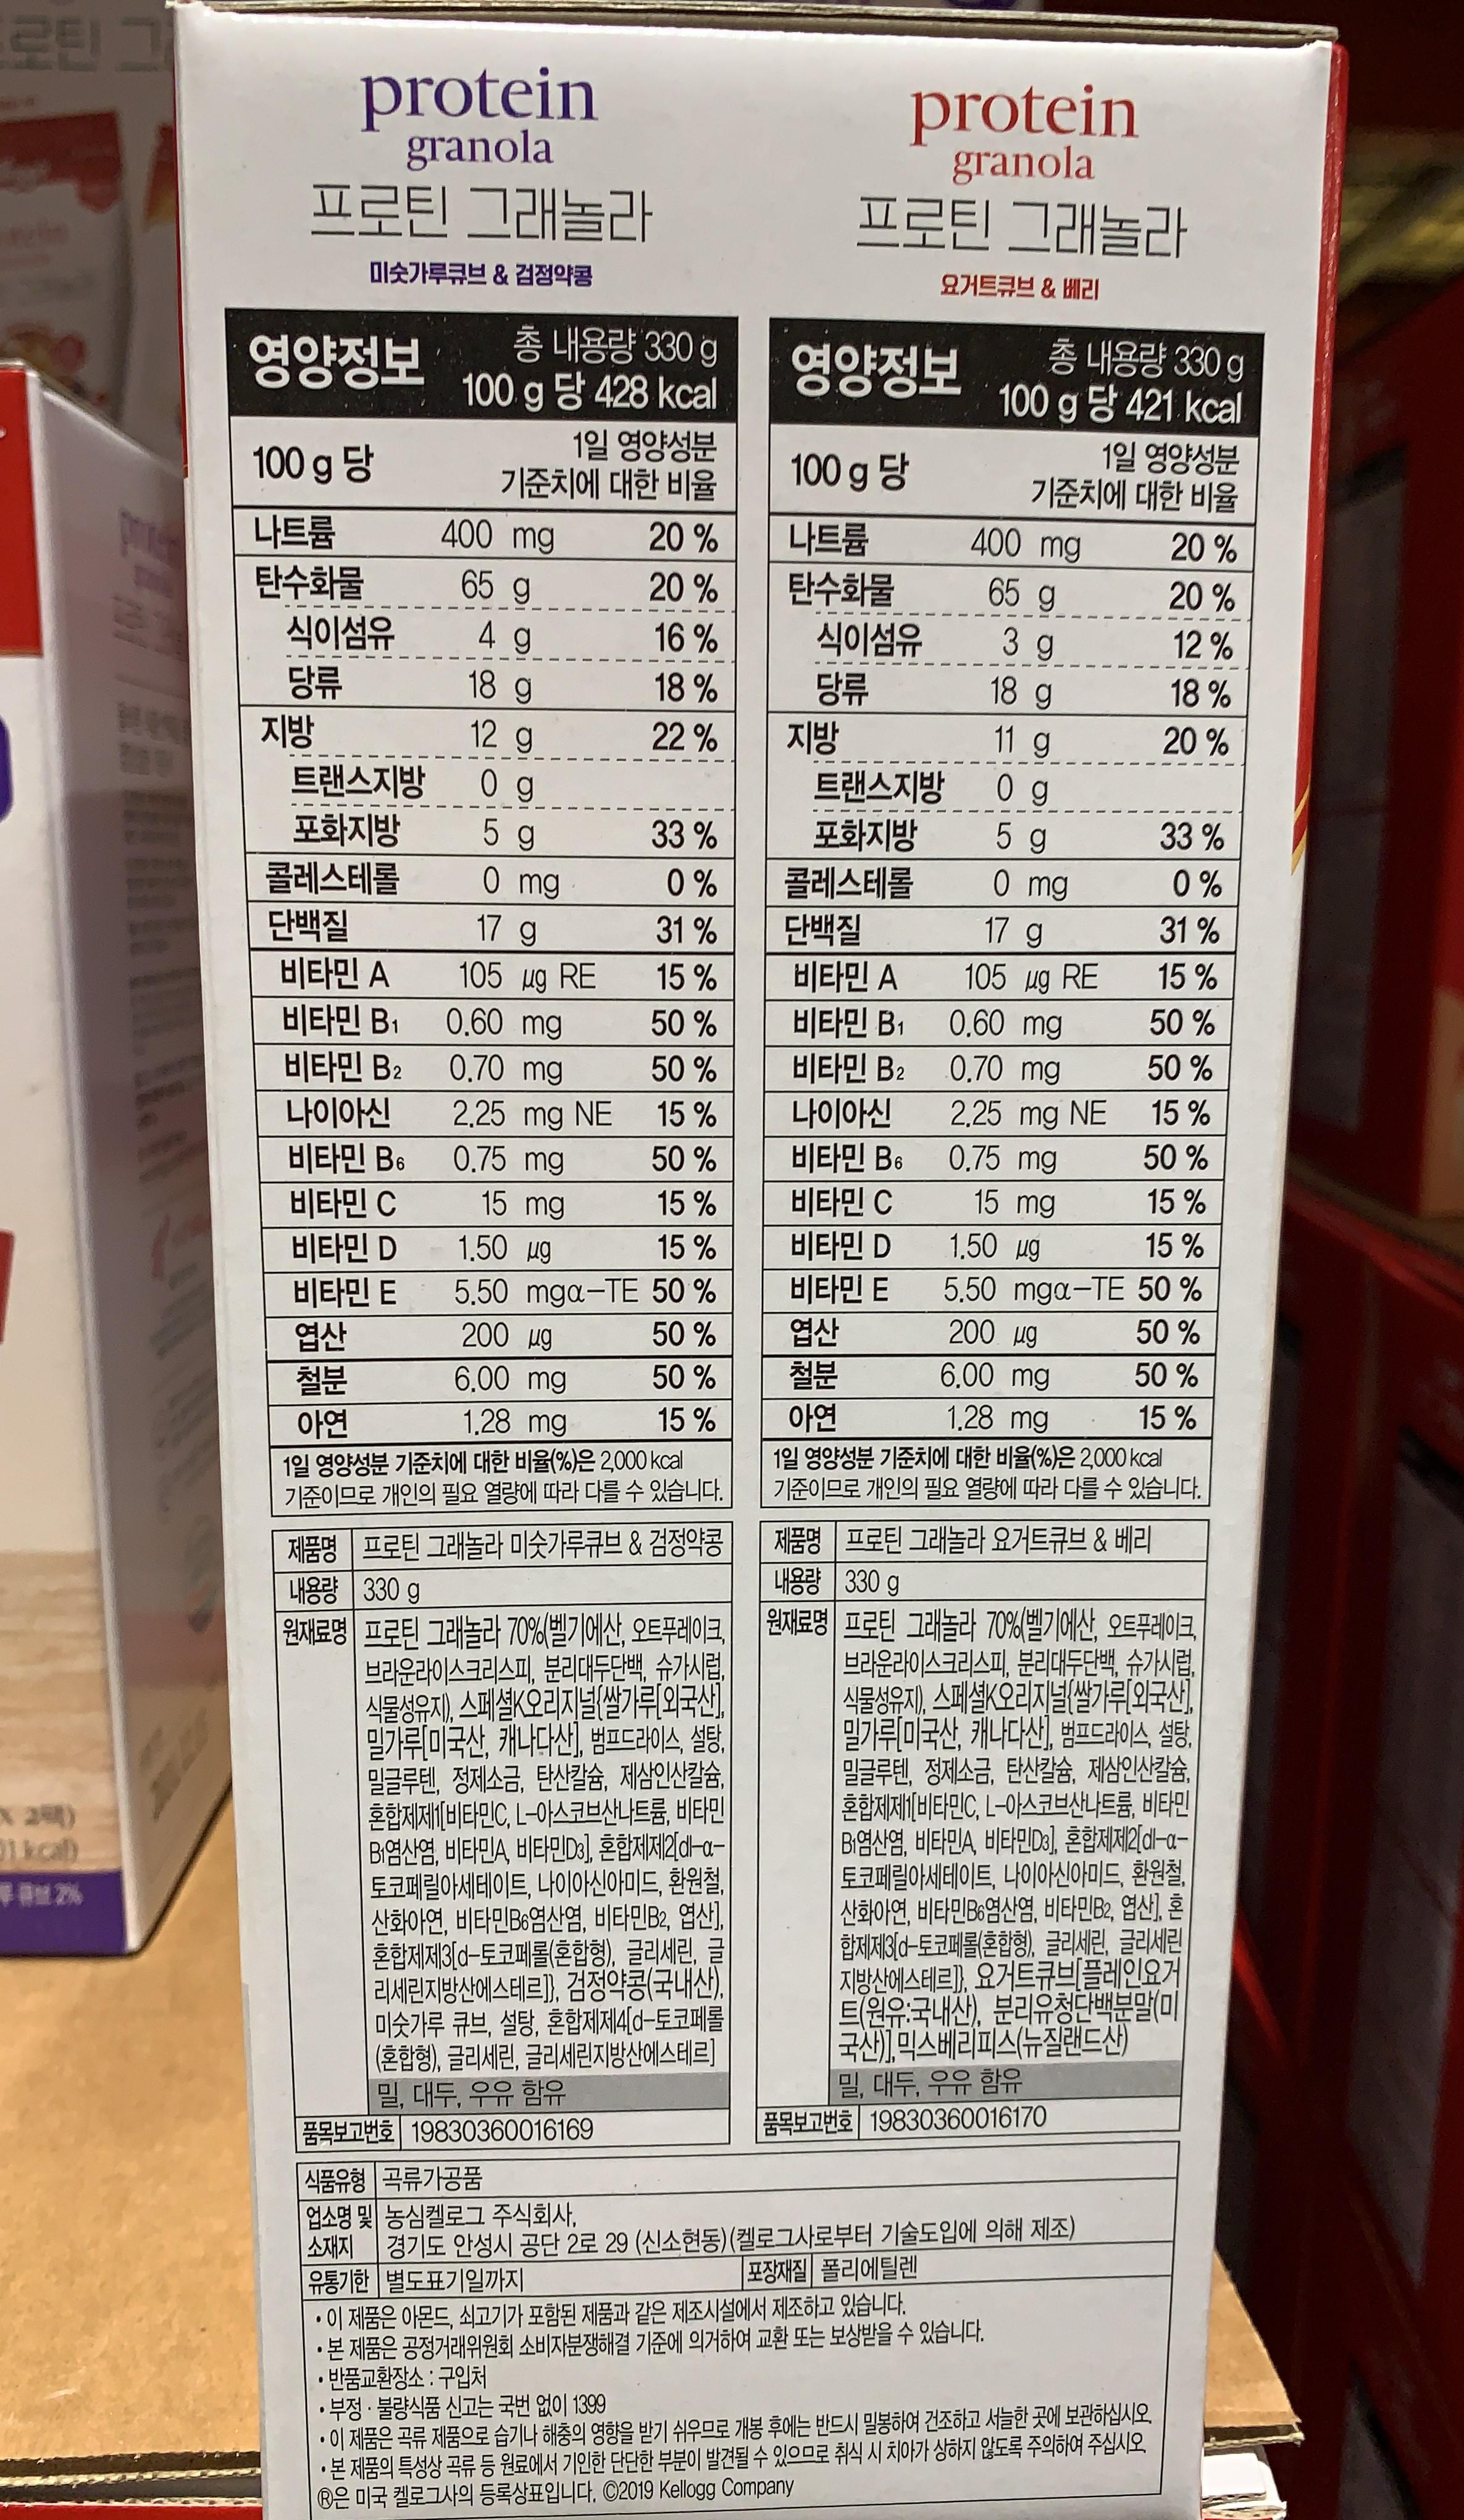 protein
granola
프로틴 그래놀라
미숫가루큐브 & 검정약콩
영양정보 총 내용량 330 g
100 g 당 428 kcal
100 g 당 1일 영양성분
기준치에 대한 비율
나트륨 400 mg 20 %
탄수화물 65 g 20 %
식이섬유 4 g 16 %
당류 18 g 18 %
지방 12 g 22 %
트랜스지방 0 g
포화지방 5 g 33 %
콜레스테롤 0 mg 0 %
단백질 17 g 31 %
비타민 A 105 μg RE 15 %
비타민 B1 0.60 mg 50 %
비타민 B2 0.70 mg 50 %
나이아신 2.25 mg NE 15 %
비타민 B6 0.75 mg 50 %
비타민 C 15 mg 15 %
비타민 D 1.50 μg 15 %
비타민 E 5.50 mgα-TE 50 %
엽산 200 μg 50 %
철분 6.00 mg 50 %
아연 1.28 mg 15 %
1일 영양성분 기준치에 대한 비율(%)은 2,000 kcal
기준이므로 개인의 필요 열량에 따라 다를 수 있습니다.
제품명 프로틴 그래놀라 미숫가루큐브 & 검정약콩
내용량 330 g
원재료명 프로틴 그래놀라 70%(벨기에산, 오트푸레이크,
브라운라이스크리스피, 분리대두단백, 슈가시럽,
식물성유지), 스페셜K오리지널{쌀가루[외국산],
밀가루[미국산, 캐나다산], 범프드라이스, 설탕,
밀글루텐, 정제소금, 탄산칼슘, 제삼인산칼슘,
혼합제제1[비타민C, L-아스코브산나트륨, 비타민
B1염산염, 비타민A, 비타민D3], 혼합제제2[dl-α-
토코페릴아세테이트, 나이아신아미드, 환원철,
산화아연, 비타민B6염산염, 비타민B2, 엽산],
혼합제제3[d-토코페롤(혼합형), 글리세린, 글
리세린지방산에스테르]}, 검정약콩(국내산),
미숫가루 큐브, 설탕, 혼합제제4[d-토코페롤
(혼합형), 글리세린, 글리세린지방산에스테르]
밀, 대두, 우유 함유
품목보고번호 19830360016169
protein
granola
프로틴 그래놀라
요거트큐브 & 베리
영양정보 총 내용량 330 g
100 g 당 421 kcal
100 g 당 1일 영양성분
기준치에 대한 비율
나트륨 400 mg 20 %
탄수화물 65 g 20 %
식이섬유 3 g 12 %
당류 18 g 18 %
지방 11 g 20 %
트랜스지방 0 g
포화지방 5 g 33 %
콜레스테롤 0 mg 0 %
단백질 17 g 31 %
비타민 A 105 μg RE 15 %
비타민 B1 0.60 mg 50 %
비타민 B2 0.70 mg 50 %
나이아신 2.25 mg NE 15 %
비타민 B6 0.75 mg 50 %
비타민 C 15 mg 15 %
비타민 D 1.50 μg 15 %
비타민 E 5.50 mgα-TE 50 %
엽산 200 μg 50 %
철분 6.00 mg 50 %
아연 1.28 mg 15 %
1일 영양성분 기준치에 대한 비율(%)은 2,000 kcal
기준이므로 개인의 필요 열량에 따라 다를 수 있습니다.
제품명 프로틴 그래놀라 요거트큐브 & 베리
내용량 330 g
원재료명 프로틴 그래놀라 70%(벨기에산, 오트푸레이크,
브라운라이스크리스피, 분리대두단백, 슈가시럽,
식물성유지), 스페셜K오리지널{쌀가루[외국산],
밀가루[미국산, 캐나다산], 범프드라이스, 설탕,
밀글루텐, 정제소금, 탄산칼슘, 제삼인산칼슘,
혼합제제1[비타민C, L-아스코브산나트륨, 비타민
B1염산염, 비타민A, 비타민D3], 혼합제제2[dl-α-
토코페릴아세테이트, 나이아신아미드, 환원철,
산화아연, 비타민B6염산염, 비타민B2, 엽산], 혼
합제제3[d-토코페롤(혼합형), 글리세린, 글리세린
지방산에스테르]}, 요거트큐브[플레인요거
트(원유:국내산), 분리유청단백분말(미
국산)], 믹스베리피스(뉴질랜드산)
밀, 대두, 우유 함유
품목보고번호 19830360016170
식품유형 곡류가공품
업소명 및 소재지 농심켈로그 주식회사,
경기도 안성시 공단 2로 29 (신소현동)(켈로그사로부터 기술도입에 의해 제조)
유통기한 별도표기일까지 포장재질 폴리에틸렌
• 이 제품은 아몬드, 쇠고기가 포함된 제품과 같은 제조시설에서 제조하고 있습니다.
• 본 제품은 공정거래위원회 소비자분쟁해결 기준에 의거하여 교환 또는 보상받을 수 있습니다.
• 반품교환장소 : 구입처
• 부정 · 불량식품 신고는 국번 없이 1399
• 이 제품은 곡류 제품으로 습기나 해충의 영향을 받기 쉬우므로 개봉 후에는 반드시 밀봉하여 건조하고 서늘한 곳에 보관하십시오.
• 본 제품의 특성상 곡류 등 원료에서 기인한 단단한 부분이 발견될 수 있으므로 취식 시 치아가 상하지 않도록 주의하여 주십시오.
®은 미국 켈로그사의 등록상표입니다. ©2019 Kellogg Company